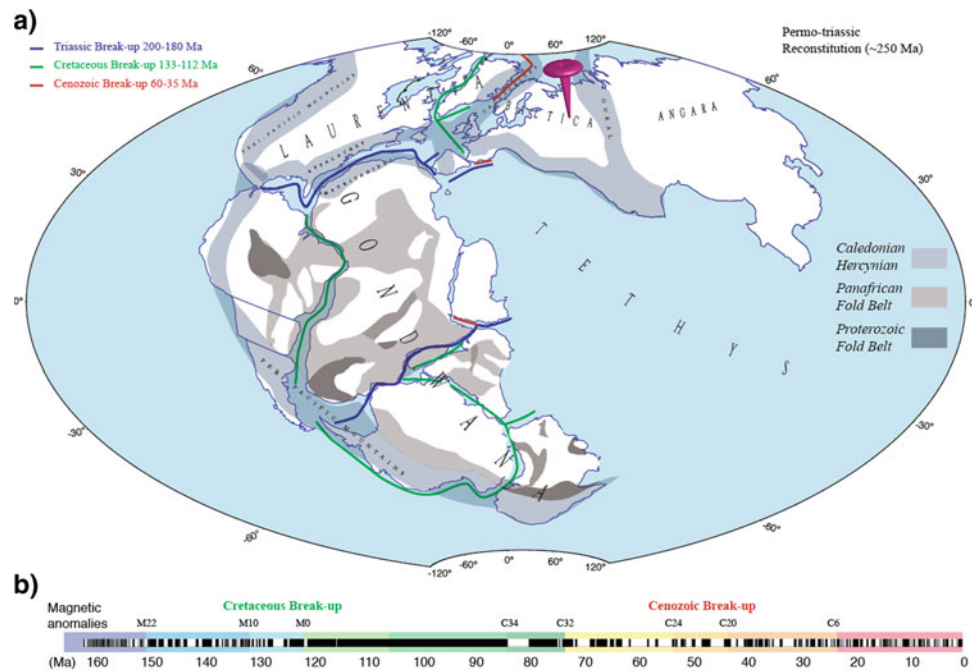 a)
Triassic Break-up 200-180 Ma
Cretaceous Break-up 133-112 Ma
Cenozoic Break-up 60-35 Ma
Permo-triassic
Reconstitution (~250 Ma)
-120° -60° 0° 60° 120°
60° 60°
30° 30°
0° 0°
-30° -30°
-60° -60°
-120° -60° 0° 60° 120°
LAURENTIA
BALTICA
OURAL
ANGARA
GONDWANA
TETHYS
PERI-PACIFIC MOUNTAINS
Caledonian
Hercynian
Panafrican
Fold Belt
Proterozoic
Fold Belt
b)
Magnetic
anomalies
Cretaceous Break-up
Cenozoic Break-up
M22 M10 M0 C34 C32 C24 C20 C6
(Ma) 160 150 140 130 120 110 100 90 80 70 60 50 40 30 20 10